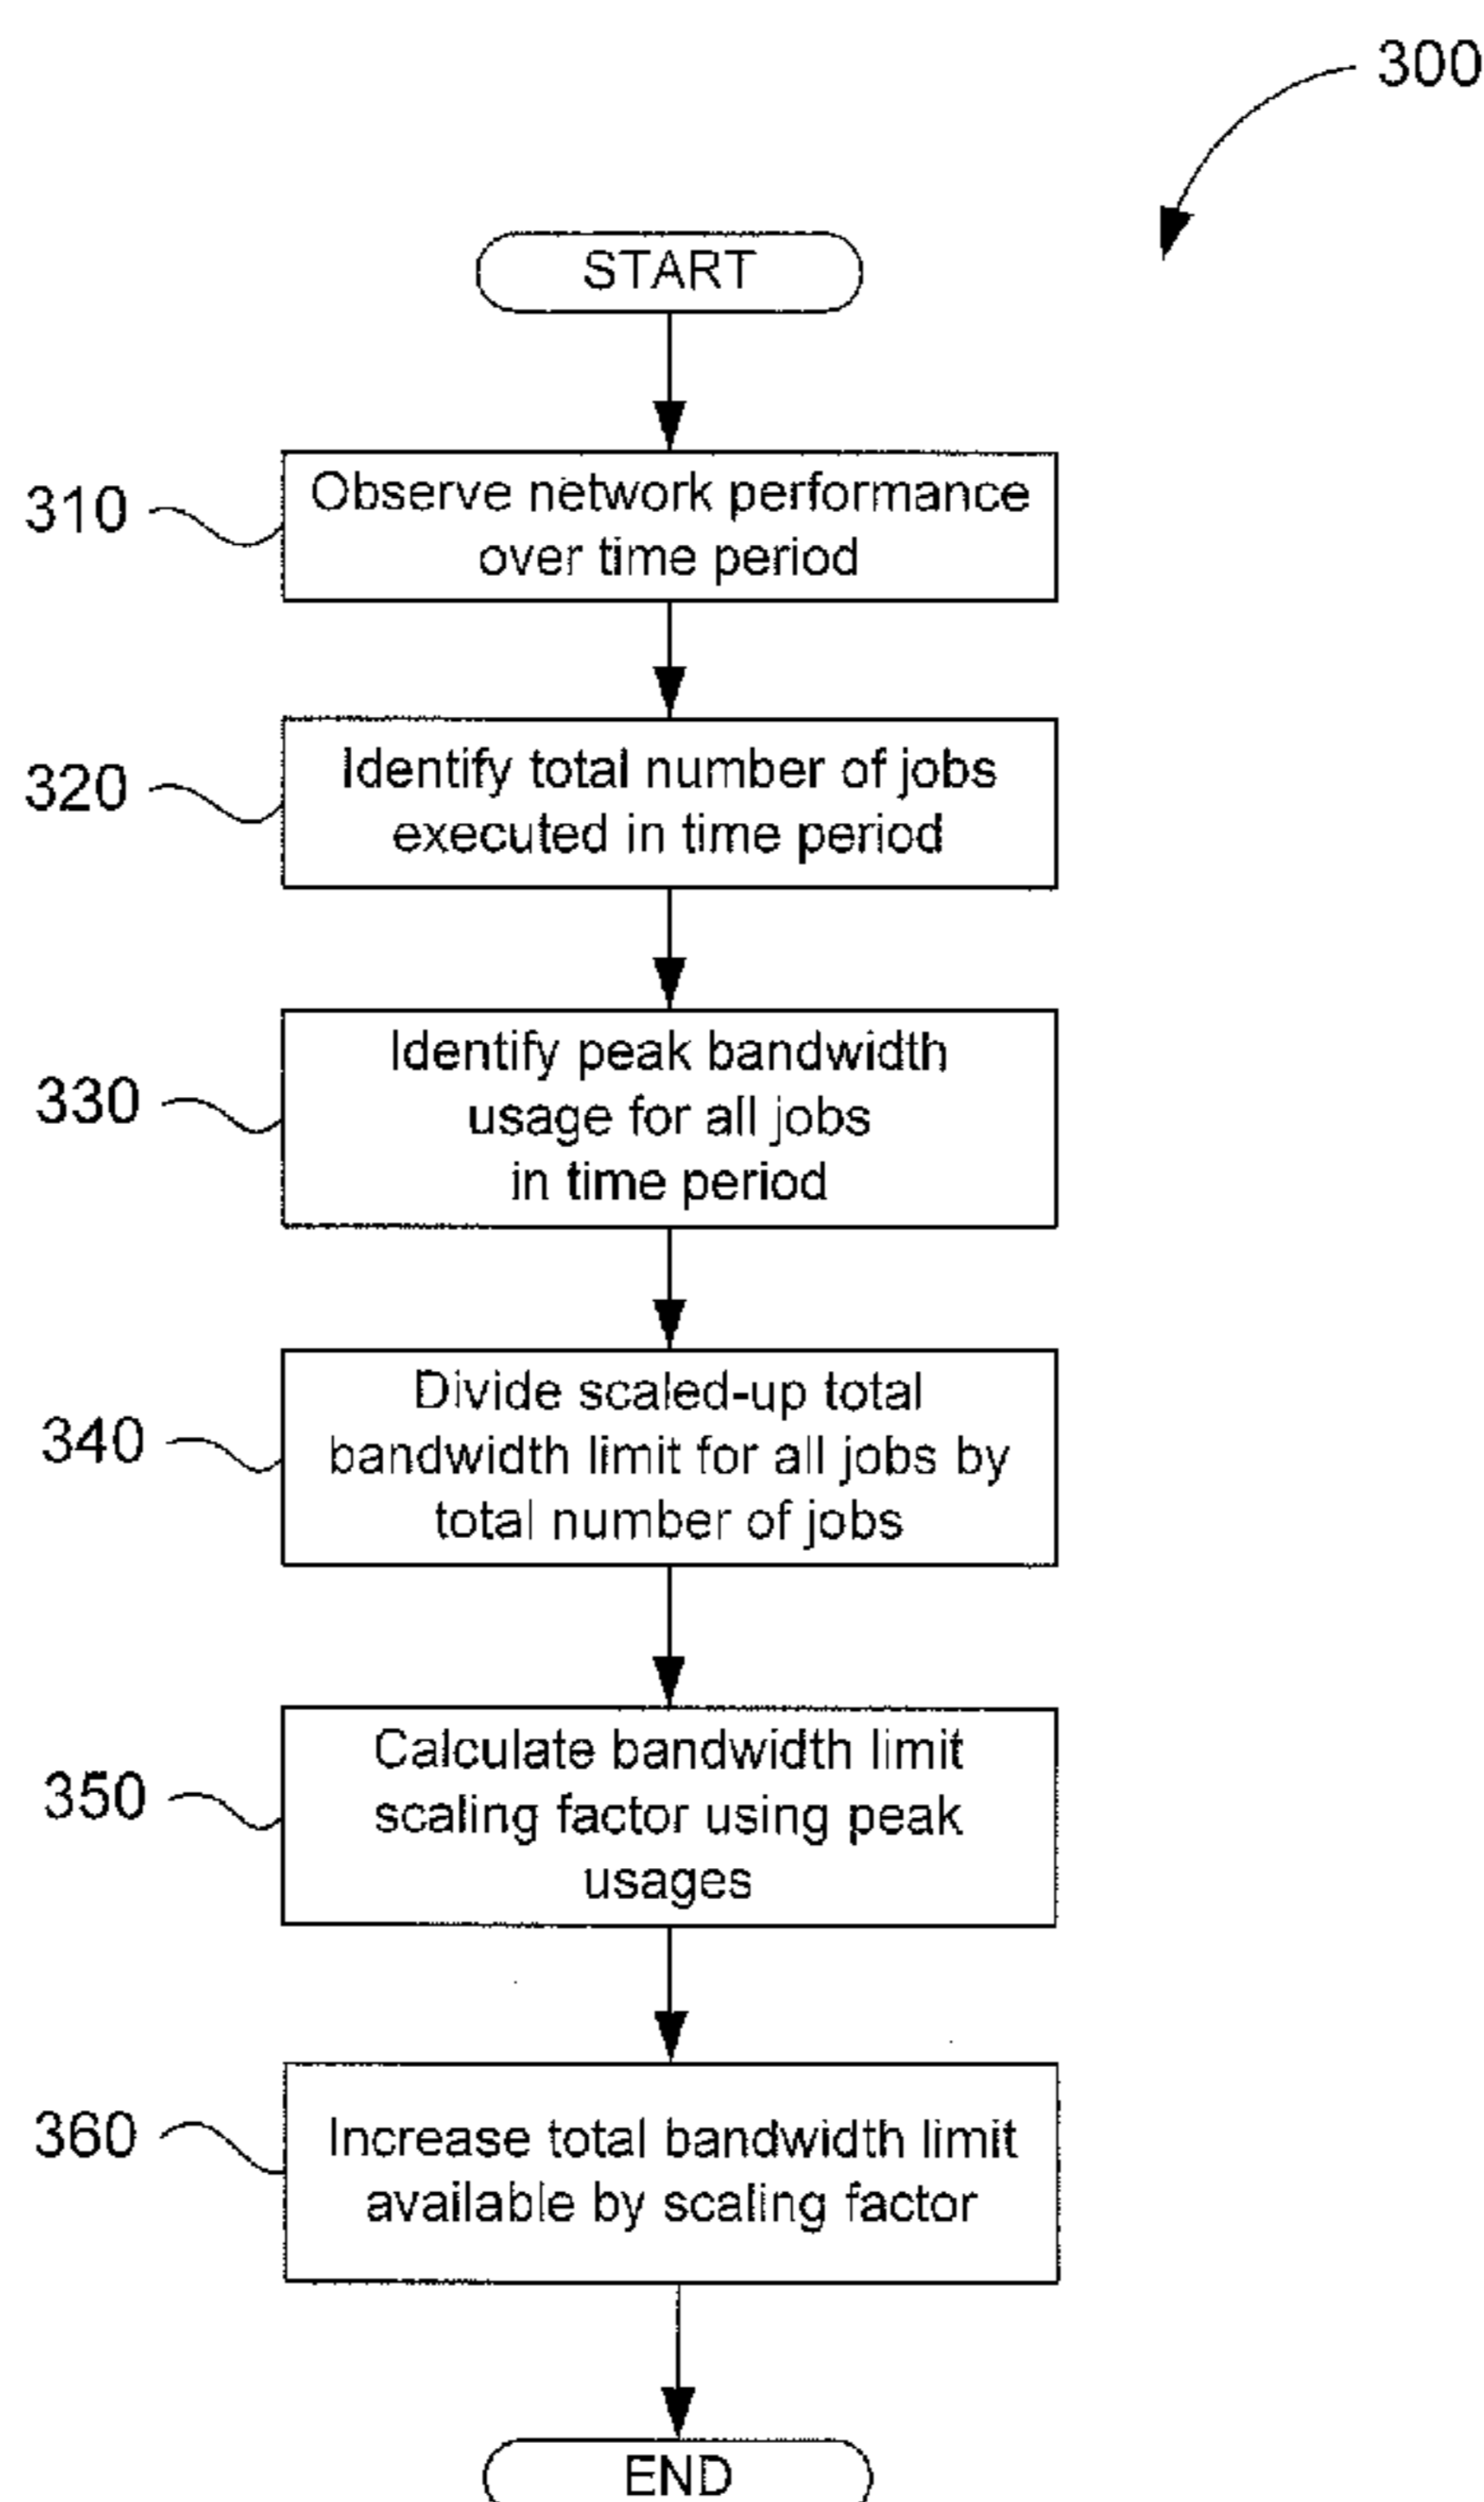 300
START
310
Observe network performance
over time period
320
Identify total number of jobs
executed in time period
330
Identify peak bandwidth
usage for all jobs
in time period
340
Divide scaled-up total
bandwidth limit for all jobs by
total number of jobs
350
Calculate bandwidth limit
scaling factor using peak
usages
360
Increase total bandwidth limit
available by scaling factor
END